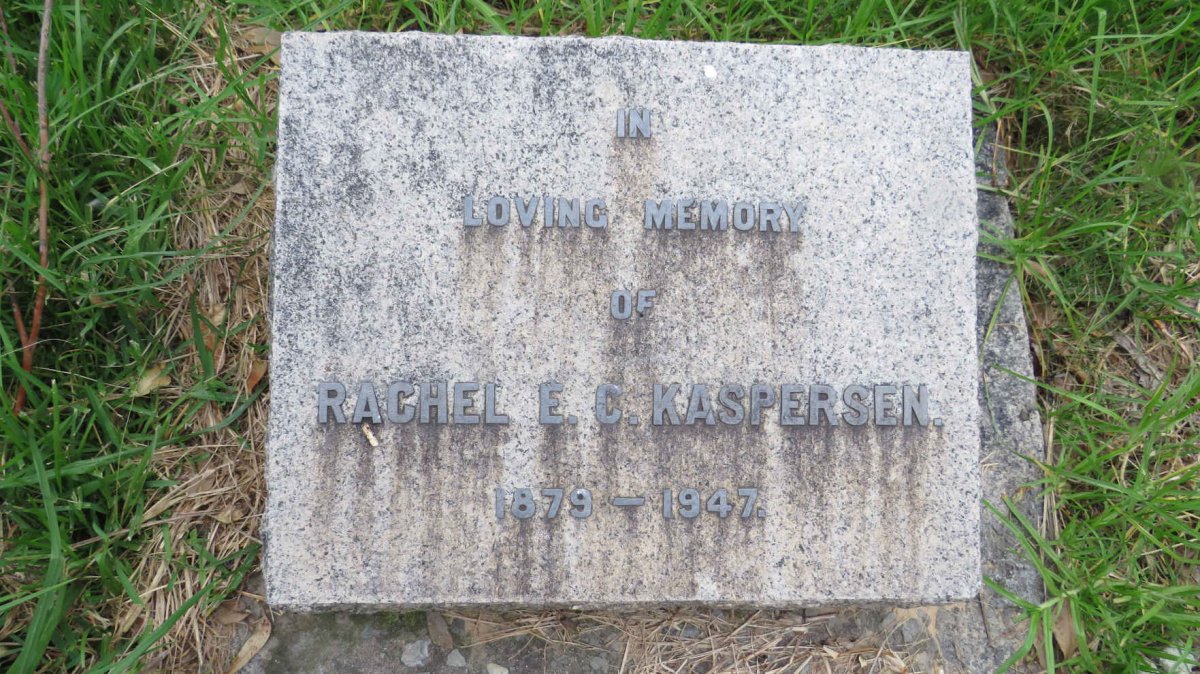 IN
LOVING MEMORY
OF
RACHEL E. C. KASPERSEN.
1879 — 1947.